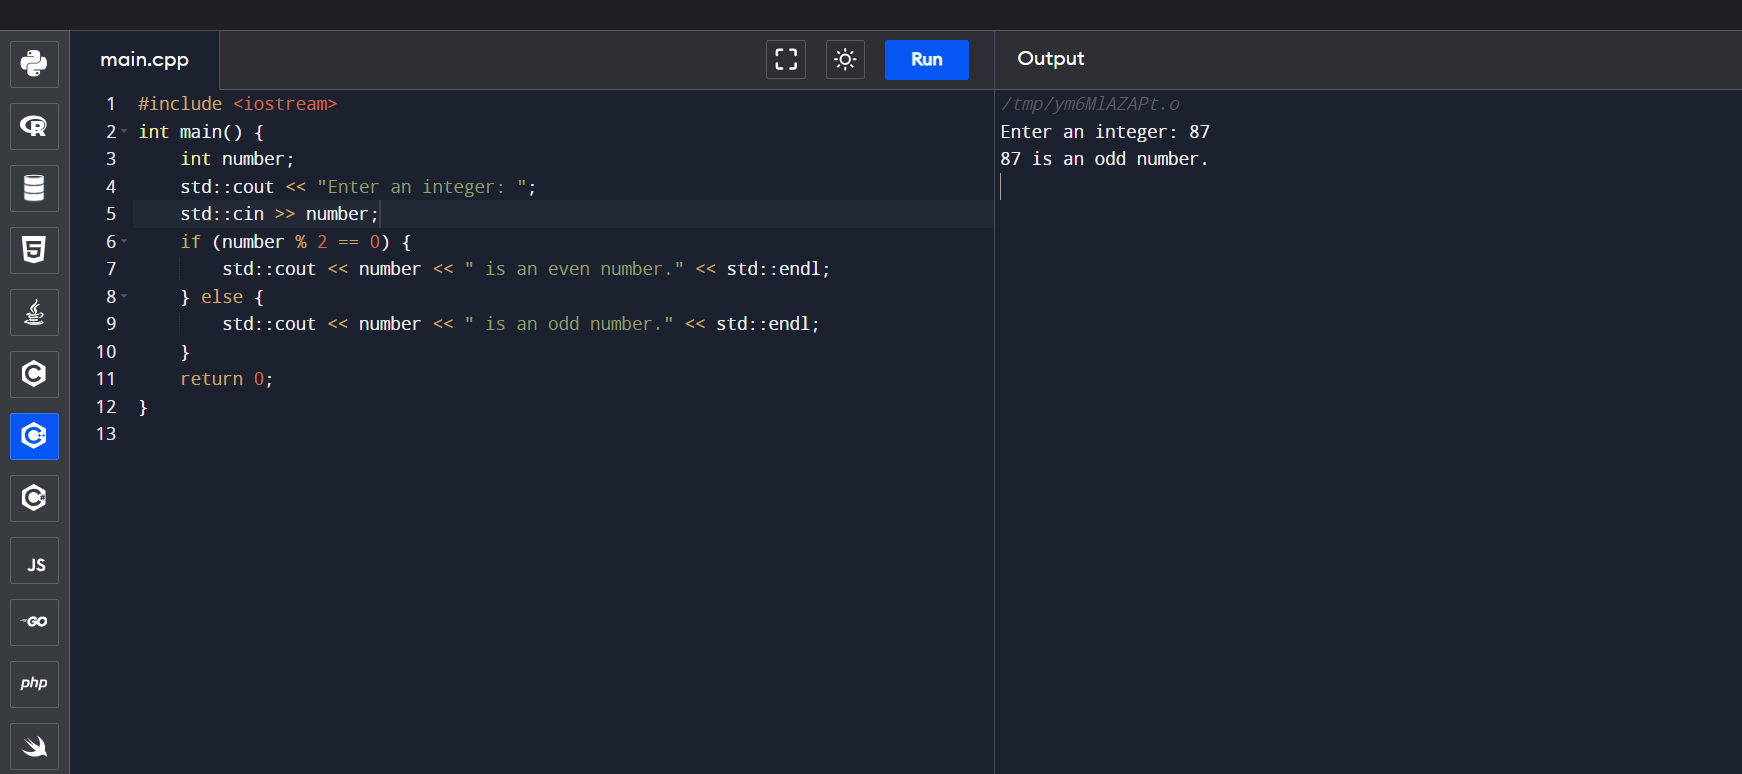 main.cpp
Run
Output
1 #include <iostream>
2 int main() {
3     int number;
4     std::cout << "Enter an integer: ";
5     std::cin >> number;
6     if (number % 2 == 0) {
7         std::cout << number << " is an even number." << std::endl;
8     } else {
9         std::cout << number << " is an odd number." << std::endl;
10     }
11     return 0;
12 }
13
/tmp/ym6MlAZAPt.o
Enter an integer: 87
87 is an odd number.
R
5
C
C++
C#
JS
GO
php